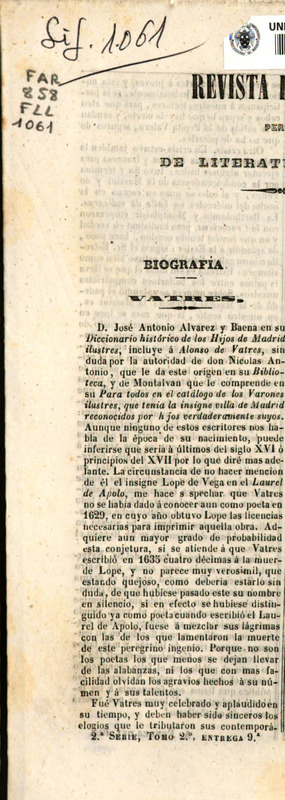 Sig. 1061
UNI
FAR
858
FLL
1061
REVISTA
PER
DE LITERAT
BIOGRAFÍA.
VATRES.
D. José Antonio Alvarez y Baena en su
Diccionario histórico de los Hijos de Madrid
ilustres, incluye á Alonso de Vatres, sin
duda por la autoridad de don Nicolas An-
tonio, que le da este origen en su Biblio-
teca, y de Montalvan que le comprende en
su Para todos en el catálogo de los Varones
ilustres, que tenia la insigne villa de Madrid
reconocidos por hijos verdaderamente suyos.
Aunque ninguno de estos escritores nos ha-
bla de la época de su nacimiento, puede
inferirse que seria á últimos del siglo XVI ó
principios del XVII por lo que diré mas ade-
lante. La circunstancia de no hacer mencion
de él el insigne Lope de Vega en el Laurel
de Apolo, me hace s spechar que Vatres
no se habia dado á conocer aun como poeta en
1629, en cuyo año obtuvo Lope las licencias
necesarias para imprimir aquella obra. Ad-
quiere aun mayor grado de probabilidad
esta conjetura, si se atiende á que Vatres
escribió en 1635 cuatro décimas á la muer-
de Lope, y no parece muy verosimil, que
estando quejoso, como deberia estarlo sin
duda, de que hubiese pasado este su nombre
en silencio, si en efecto se hubiese distin-
guido ya como poeta cuando escribió el Lau-
rel de Apolo, fuese á mezclar sus lágrimas
con las de los que lamentaron la muerte
de este peregrino ingenio. Porque no son
los poetas los que menos se dejan llevar
de las alabanzas, ni los que con mas fa-
cilidad olvidan los agravios hechos á su nú-
men y á sus talentos.
Fué Vatres muy celebrado y aplaudido en
su tiempo, y deben haber sido sinceros los
elogios que le tributaron sus contemporá-
2.ª SERIE, TOMO 2.º, ENTREGA 9.ª